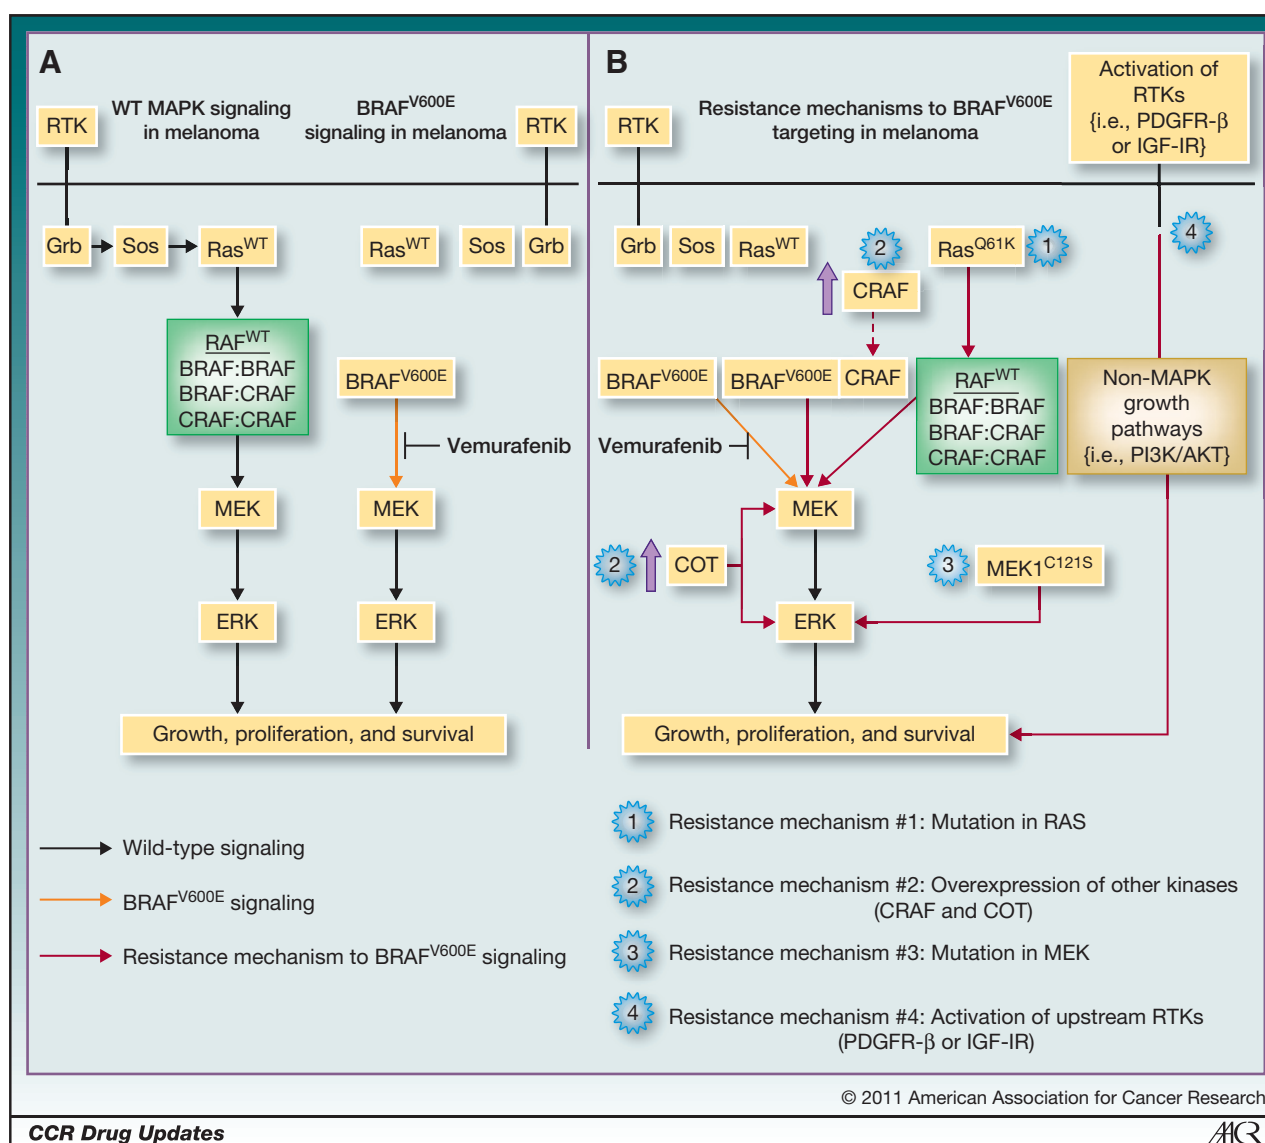 A
WT MAPK signaling
in melanoma
BRAFV600E
signaling in melanoma
RTK
RTK
Grb
Sos
RasWT
RasWT
Sos
Grb
RAFWT
BRAF:BRAF
BRAF:CRAF
CRAF:CRAF
BRAFV600E
Vemurafenib
MEK
MEK
ERK
ERK
Growth, proliferation, and survival
Wild-type signaling
BRAFV600E signaling
Resistance mechanism to BRAFV600E signaling
B
Resistance mechanisms to BRAFV600E
targeting in melanoma
Activation of
RTKs
{i.e., PDGFR-β
or IGF-IR}
RTK
Grb
Sos
RasWT
2
CRAF
RasQ61K
1
4
BRAFV600E
BRAFV600E
CRAF
RAFWT
BRAF:BRAF
BRAF:CRAF
CRAF:CRAF
Non-MAPK
growth
pathways
{i.e., PI3K/AKT}
Vemurafenib
MEK
2
COT
3
MEK1C121S
ERK
Growth, proliferation, and survival
1 Resistance mechanism #1: Mutation in RAS
2 Resistance mechanism #2: Overexpression of other kinases
(CRAF and COT)
3 Resistance mechanism #3: Mutation in MEK
4 Resistance mechanism #4: Activation of upstream RTKs
(PDGFR-β or IGF-IR)
© 2011 American Association for Cancer Research
CCR Drug Updates
AACR